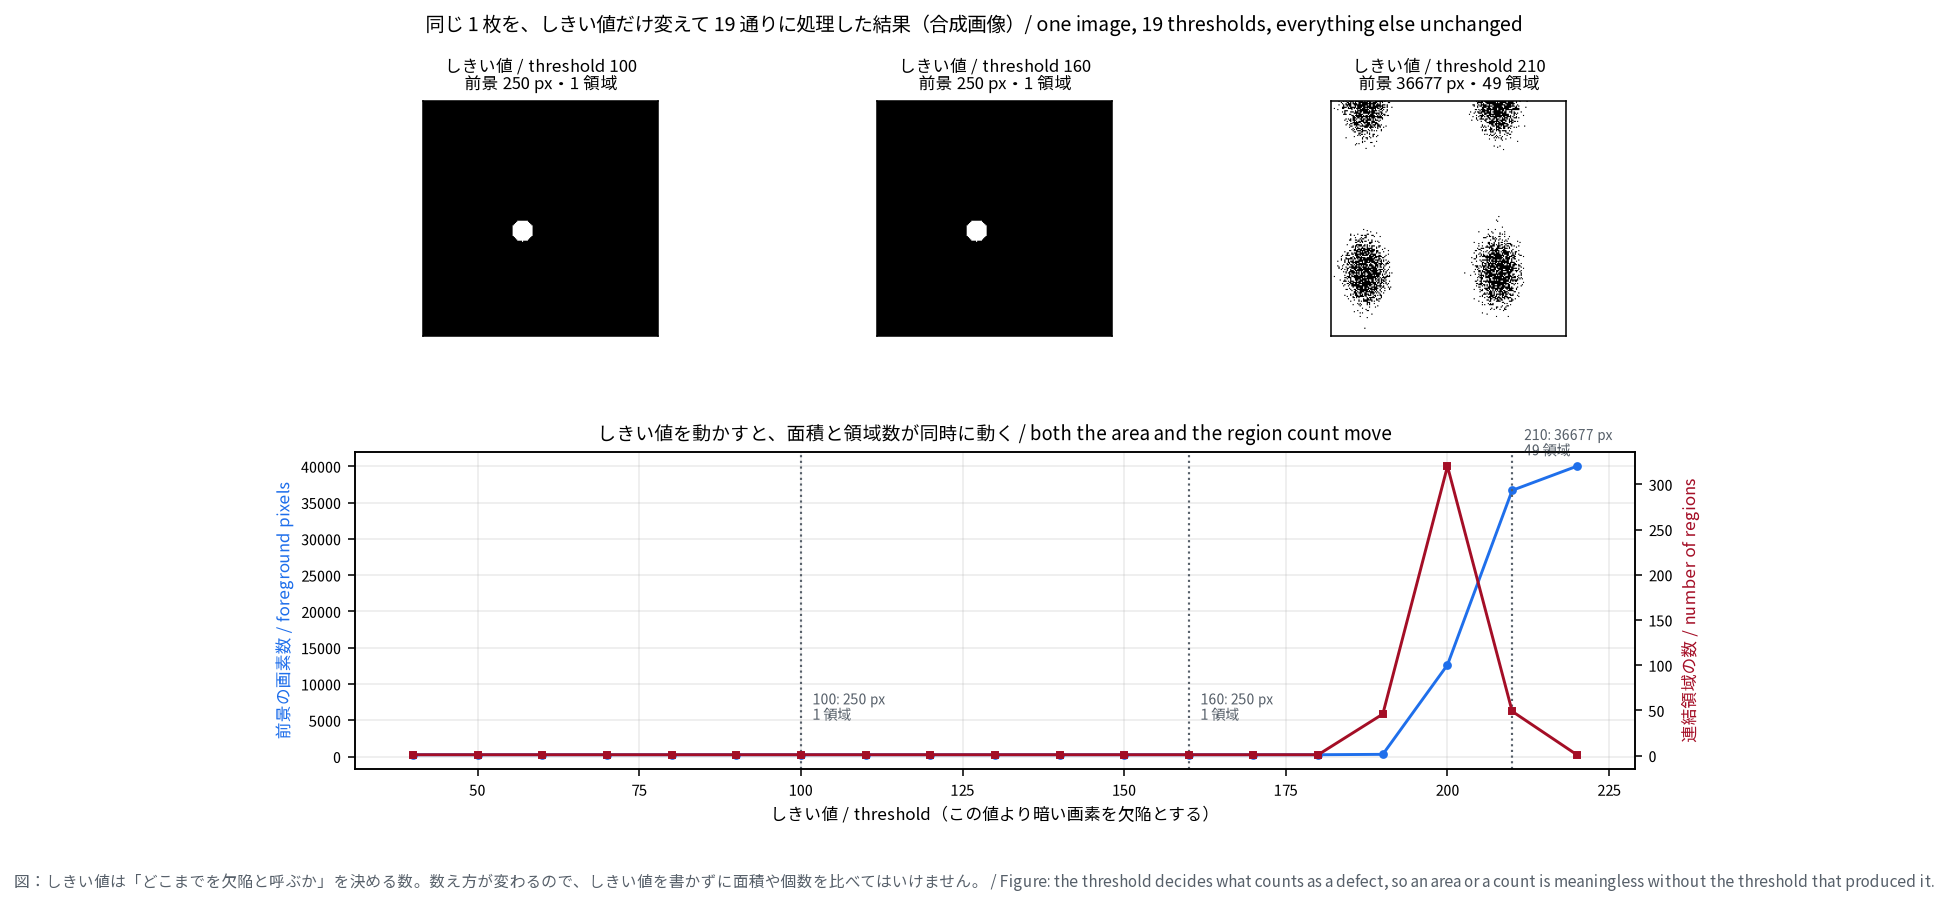 同じ 1 枚を、しきい値だけ変えて 19 通りに処理した結果（合成画像）/ one image, 19 thresholds, everything else unchanged
しきい値 / threshold 100
前景 250 px・1 領域
しきい値 / threshold 160
前景 250 px・1 領域
しきい値 / threshold 210
前景 36677 px・49 領域
しきい値を動かすと、面積と領域数が同時に動く / both the area and the region count move
210: 36677 px
49 領域
40000
35000
30000
25000
20000
15000
10000
5000
0
前景の画素数 / foreground pixels
100: 250 px
1 領域
160: 250 px
1 領域
300
250
200
150
100
50
0
連結領域の数 / number of regions
50
75
100
125
150
175
200
225
しきい値 / threshold（この値より暗い画素を欠陥とする）
図：しきい値は「どこまでを欠陥と呼ぶか」を決める数。数え方が変わるので、しきい値を書かずに面積や個数を比べてはいけません。 / Figure: the threshold decides what counts as a defect, so an area or a count is meaningless without the threshold that produced it.